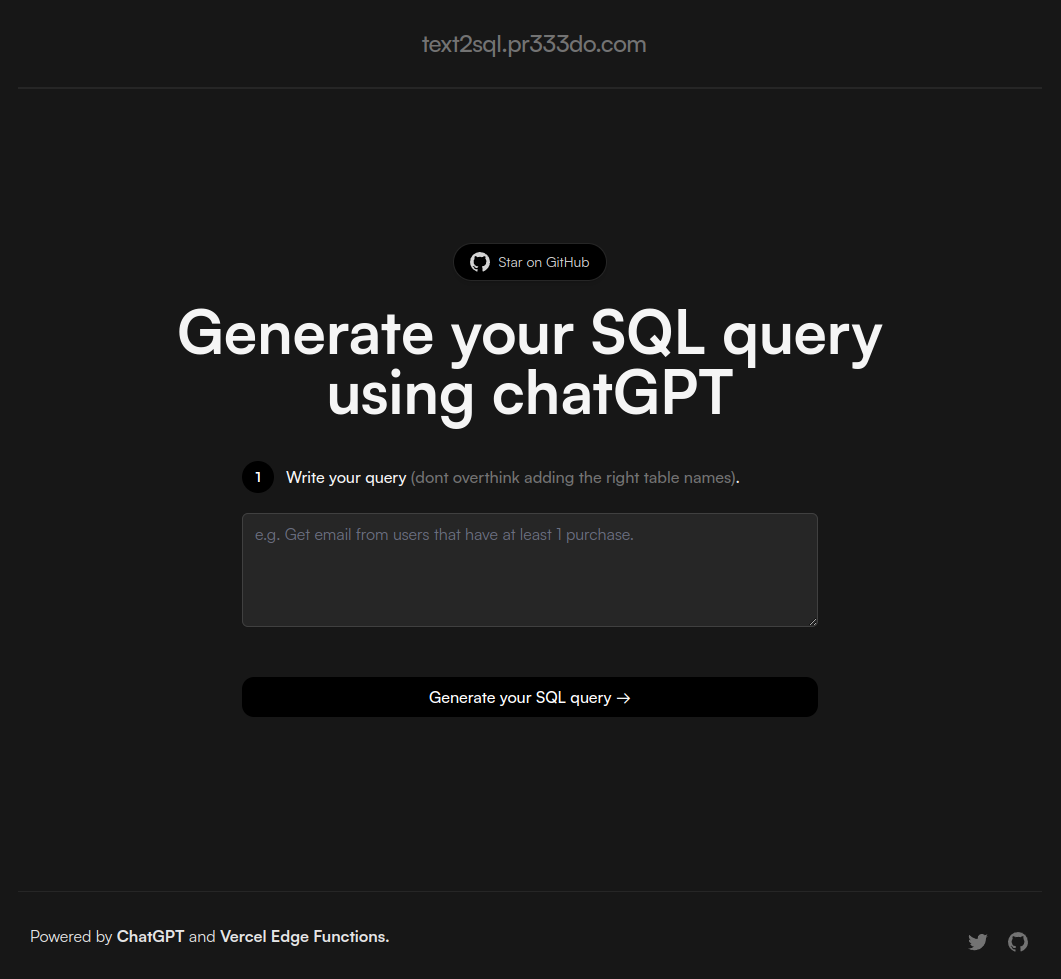 text2sql.pr333do.com
Star on GitHub
Generate your SQL query
using chatGPT
1 Write your query (dont overthink adding the right table names).
e.g. Get email from users that have at least 1 purchase.
Generate your SQL query →
Powered by ChatGPT and Vercel Edge Functions.